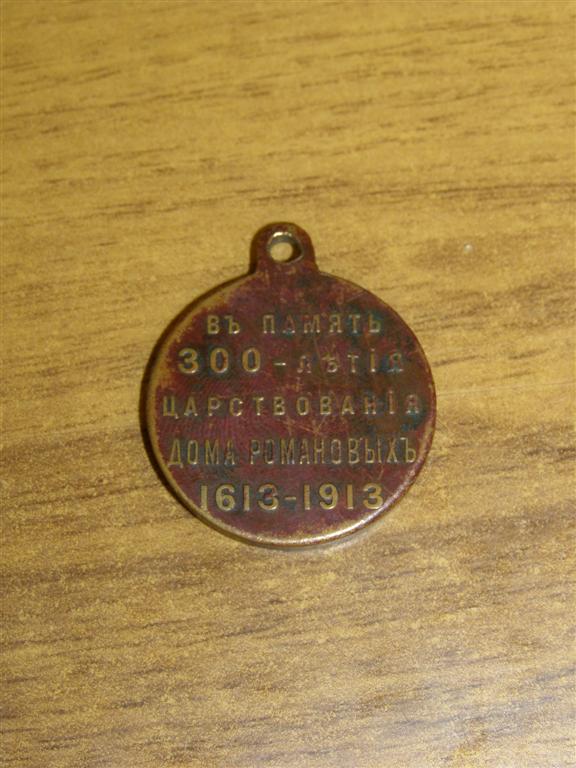 ВЪ ПАМЯТЬ
300-ЛѢТІЯ
ЦАРСТВОВАНІЯ
ДОМА РОМАНОВЫХЪ
1613-1913